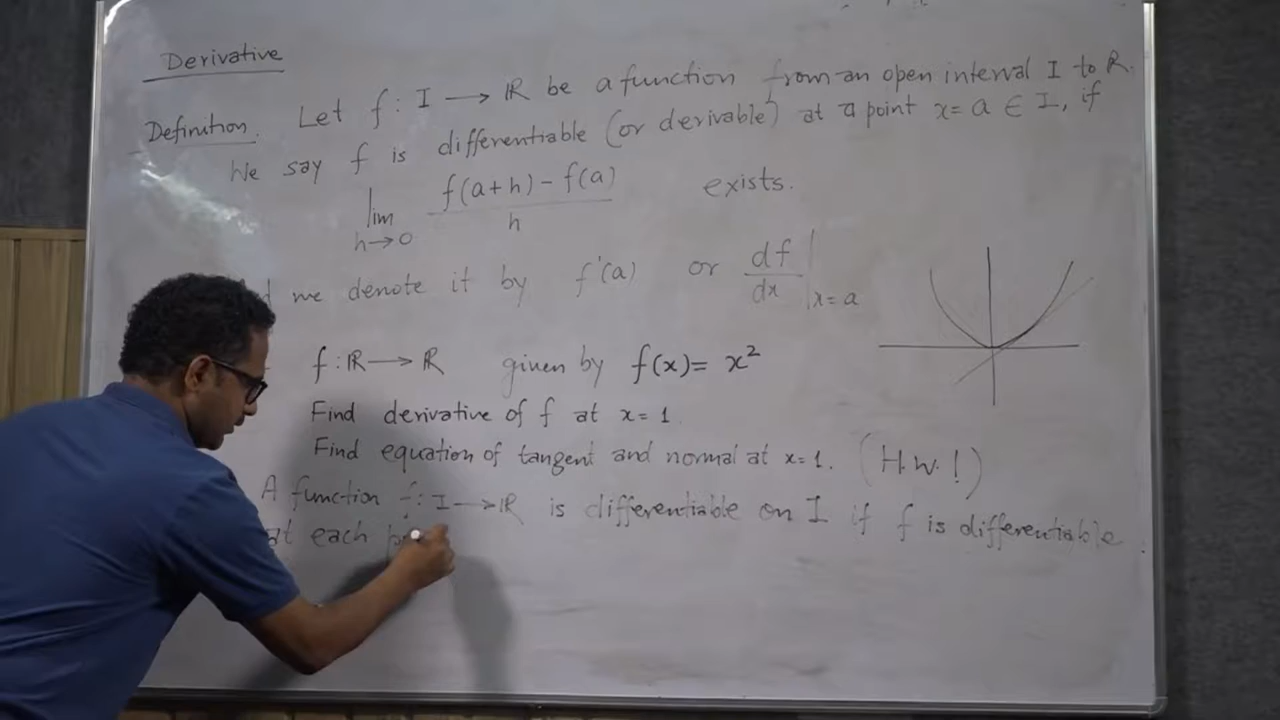 Derivative
Definition. Let f : I → ℝ be a function from an open interval I to ℝ.
We say f is differentiable (or derivable) at a point x = a ∈ I, if
lim h→0 f(a+h) - f(a) / h exists.
we denote it by f'(a) or df/dx |x=a
f : ℝ → ℝ given by f(x) = x²
Find derivative of f at x = 1.
Find equation of tangent and normal at x = 1. (H.W!)
A function f : I → ℝ is differentiable on I if f is differentiable
at each